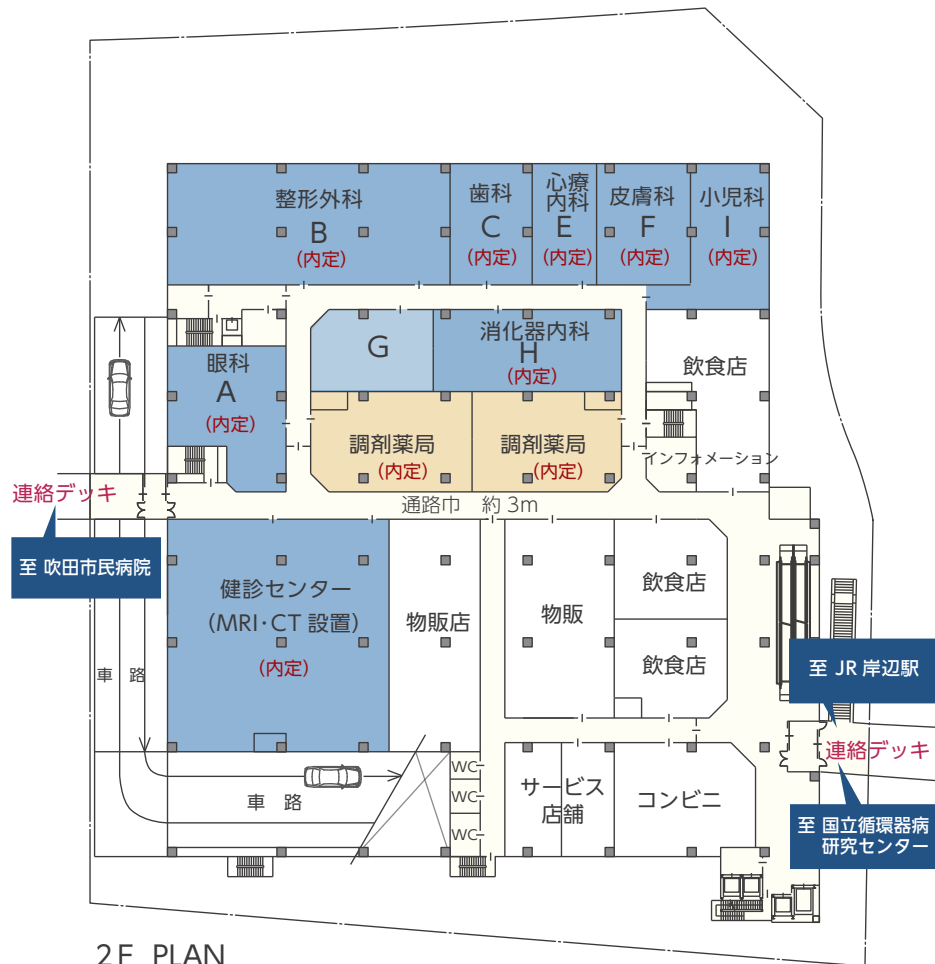 整形外科
B
(内定)
歯科
C
(内定)
心療
内科
E
(内定)
皮膚科
F
(内定)
小児科
I
(内定)
G
消化器内科
H
(内定)
飲食店
眼科
A
(内定)
調剤薬局
(内定)
調剤薬局
(内定)
インフォメーション
連絡デッキ
通路巾 約3m
至 吹田市民病院
健診センター
(MRI・CT 設置)
(内定)
物販店
物販
飲食店
飲食店
車 路
至 JR 岸辺駅
連絡デッキ
WC
WC
WC
車 路
サービス
店舗
コンビニ
至 国立循環器病
研究センター
2F PLAN